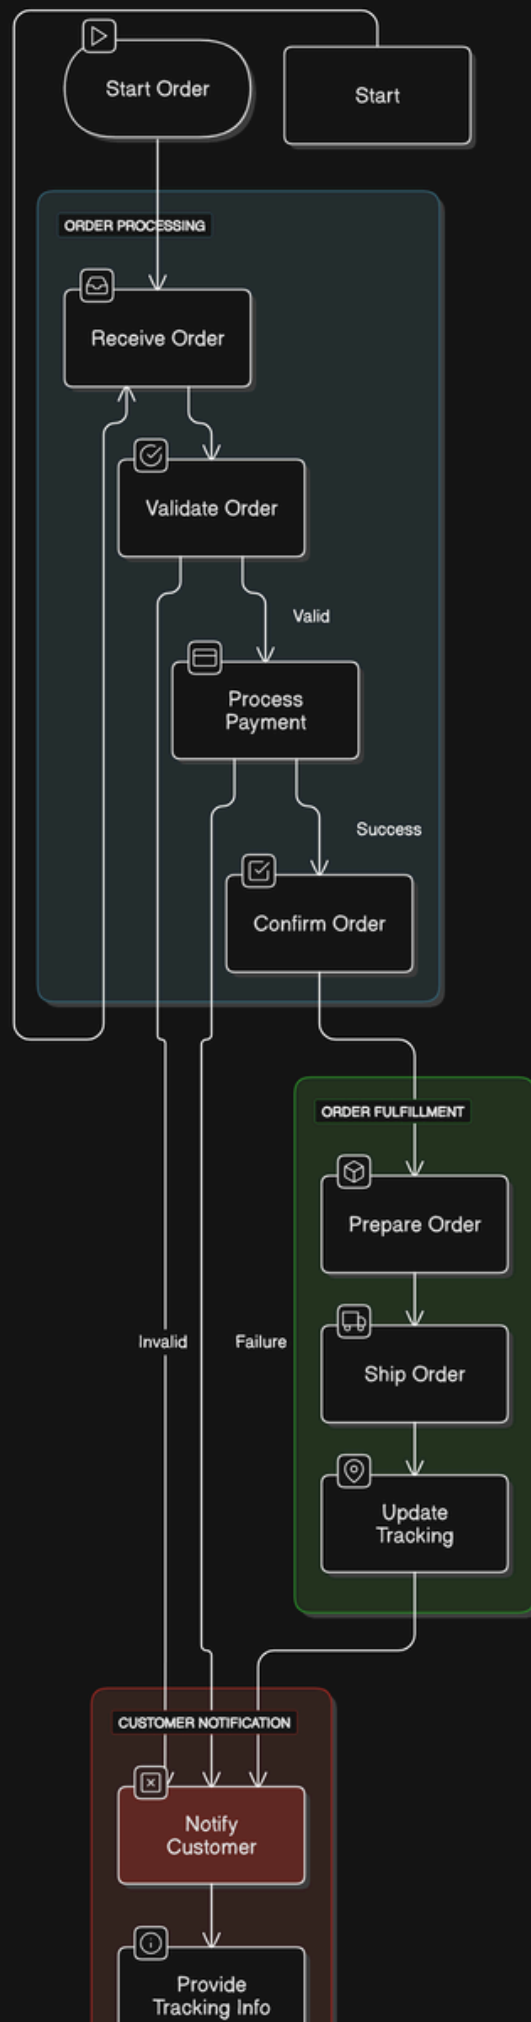 Start Order
Start
ORDER PROCESSING
Receive Order
Validate Order
Valid
Process
Payment
Success
Confirm Order
ORDER FULFILLMENT
Prepare Order
Invalid
Failure
Ship Order
Update
Tracking
CUSTOMER NOTIFICATION
Notify
Customer
Provide
Tracking Info